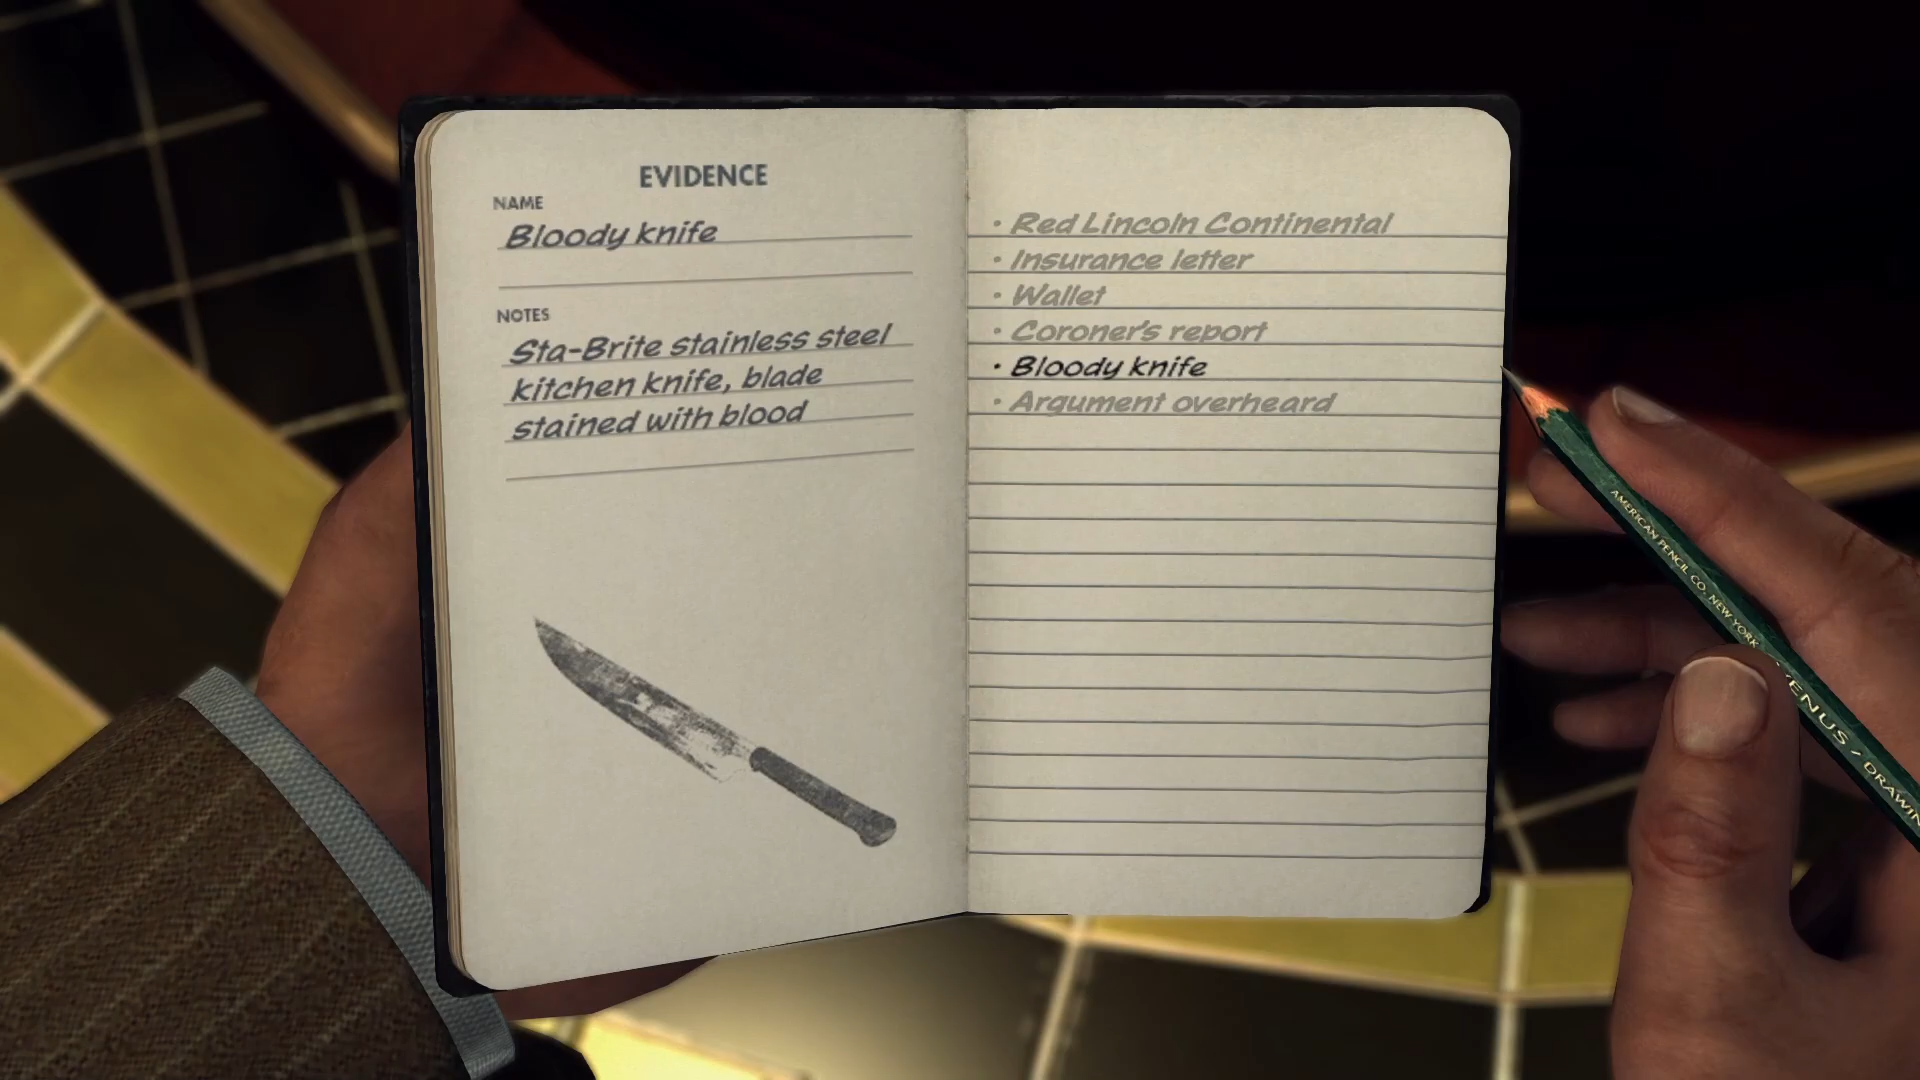 EVIDENCE
NAME
Bloody knife
NOTES
Sta-Brite stainless steel
kitchen knife, blade
stained with blood
• Red Lincoln Continental
• Insurance letter
• Wallet
• Coroner's report
• Bloody knife
• Argument overheard
AMERICAN PENCIL CO. NEW YORK
VENUS / DRAWIN